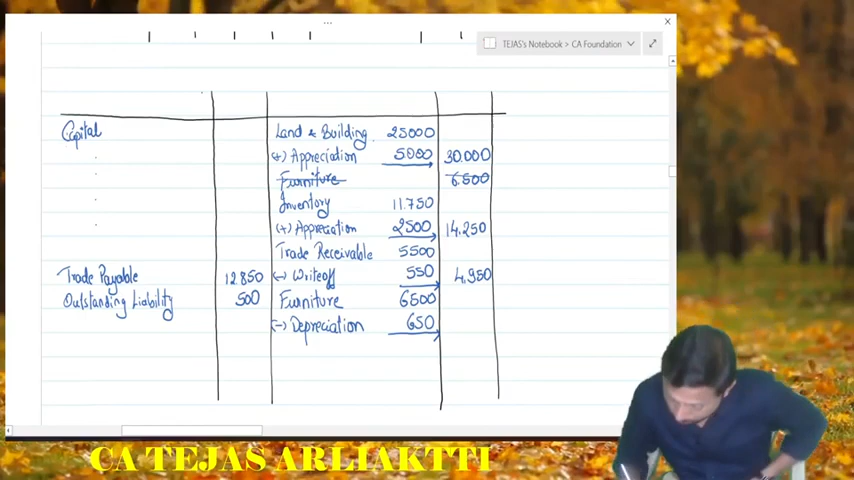 TEJAS's Notebook > CA Foundation
Capital Land & Building 25000
(+) Appreciation 5000 30.000
Furniture 6.500
Inventory 11.750
(+) Appreciation 2500 14.250
Trade Receivable 5500
Trade Payable 12.850 (-) Writeoff 550 4.950
Outstanding Liability 500 Furniture 6500
(-) Depreciation 650
CA TEJAS ARLIAKTTI